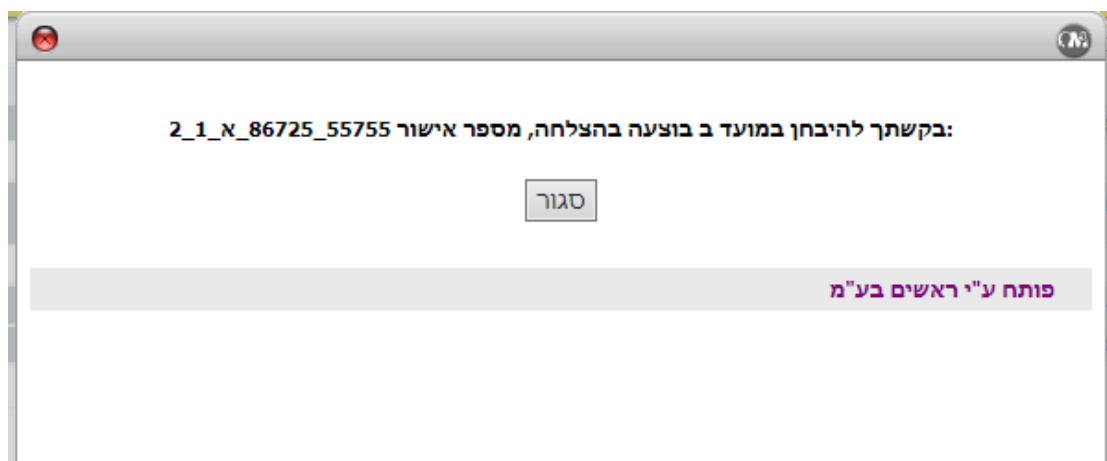 בקשתך להיבחן במועד ב בוצעה בהצלחה, מספר אישור 55755_86725_א_1_2:
סגור
פותח ע"י ראשים בע"מ